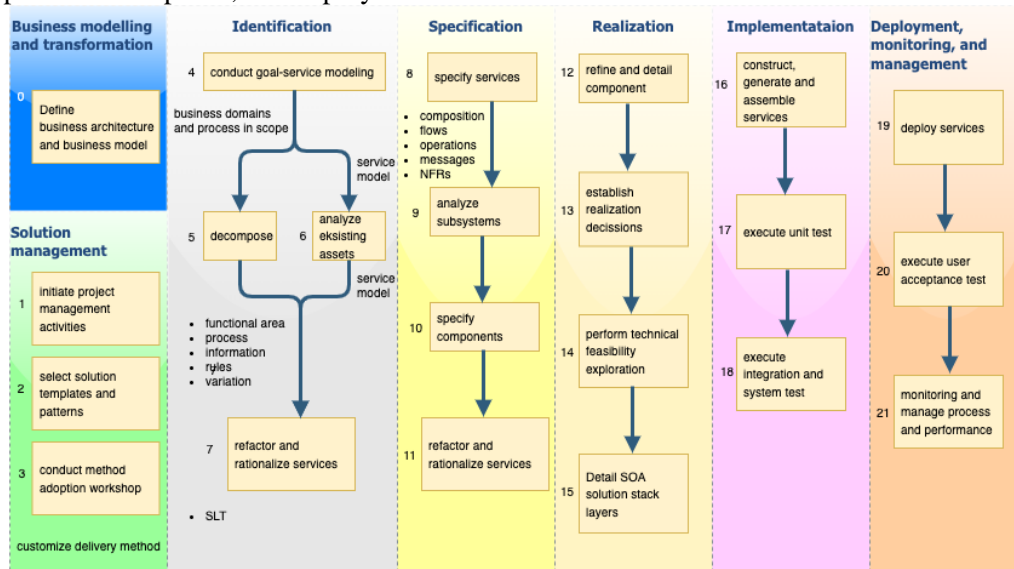 Business modelling
and transformation
0
Define
business architecture
and business model
Solution
management
1
initiate project
management
activities
2
select solution
templates and
patterns
3
conduct method
adoption workshop
customize delivery method
Identification
4
conduct goal-service modeling
business domains
and process in scope
service
model
5
decompose
6
analyze
eksisting
assets
service
model
• functional area
• process
• information
• rules
• variation
7
refactor and
rationalize services
• SLT
Specification
8
specify services
• composition
• flows
• operations
• messages
• NFRs
9
analyze
subsystems
10
specify
components
11
refactor and
rationalize services
Realization
12
refine and detail
component
13
establish
realization
decissions
14
perform technical
feasibility
exploration
15
Detail SOA
solution stack
layers
Implementataion
16
construct,
generate and
assemble
services
17
execute unit test
18
execute
integration and
system test
Deployment,
monitoring, and
management
19
deploy services
20
execute user
acceptance test
21
monitoring and
manage process
and performance